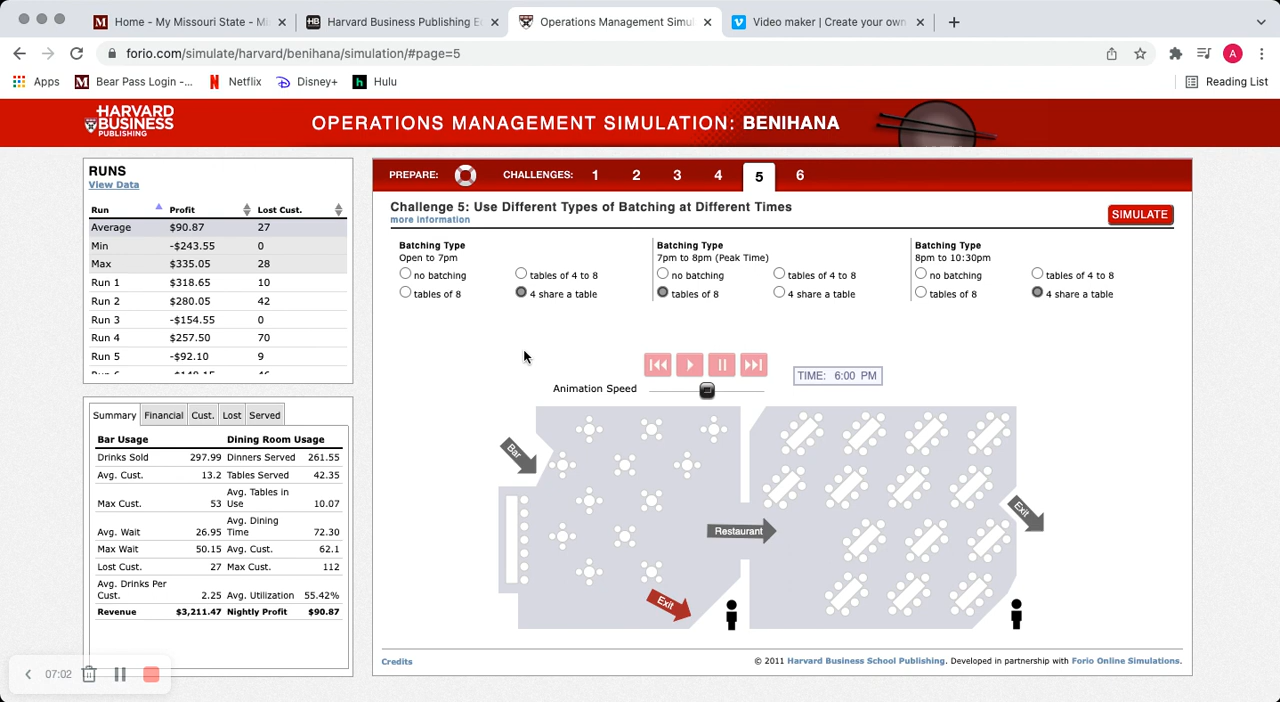 Home - My Missouri State - Mi
Harvard Business Publishing E
Operations Management Simul
Video maker | Create your own
forio.com/simulate/harvard/benihana/simulation/#page=5
A
Apps
Bear Pass Login -...
Netflix
Disney+
Hulu
Reading List
HARVARD
BUSINESS
PUBLISHING
OPERATIONS MANAGEMENT SIMULATION: BENIHANA
RUNS
View Data
Run Profit Lost Cust.
Average $90.87 27
Min -$243.55 0
Max $335.05 28
Run 1 $318.65 10
Run 2 $280.05 42
Run 3 -$154.55 0
Run 4 $257.50 70
Run 5 -$92.10 9
Summary Financial Cust. Lost Served
Bar Usage Dining Room Usage
Drinks Sold 297.99 Dinners Served 261.55
Avg. Cust. 13.2 Tables Served 42.35
Max Cust. 53 Avg. Tables in Use 10.07
Avg. Wait 26.95 Avg. Dining Time 72.30
Max Wait 50.15 Avg. Cust. 62.1
Lost Cust. 27 Max Cust. 112
Avg. Drinks Per Cust. 2.25 Avg. Utilization 55.42%
Revenue $3,211.47 Nightly Profit $90.87
07:02
PREPARE: CHALLENGES: 1 2 3 4 5 6
Challenge 5: Use Different Types of Batching at Different Times
more information
SIMULATE
Batching Type
Open to 7pm
no batching
tables of 4 to 8
tables of 8
4 share a table
Batching Type
7pm to 8pm (Peak Time)
no batching
tables of 4 to 8
tables of 8
4 share a table
Batching Type
8pm to 10:30pm
no batching
tables of 4 to 8
tables of 8
4 share a table
Animation Speed
TIME: 6:00 PM
Bar
Restaurant
Exit
Exit
Credits
© 2011 Harvard Business School Publishing. Developed in partnership with Forio Online Simulations.